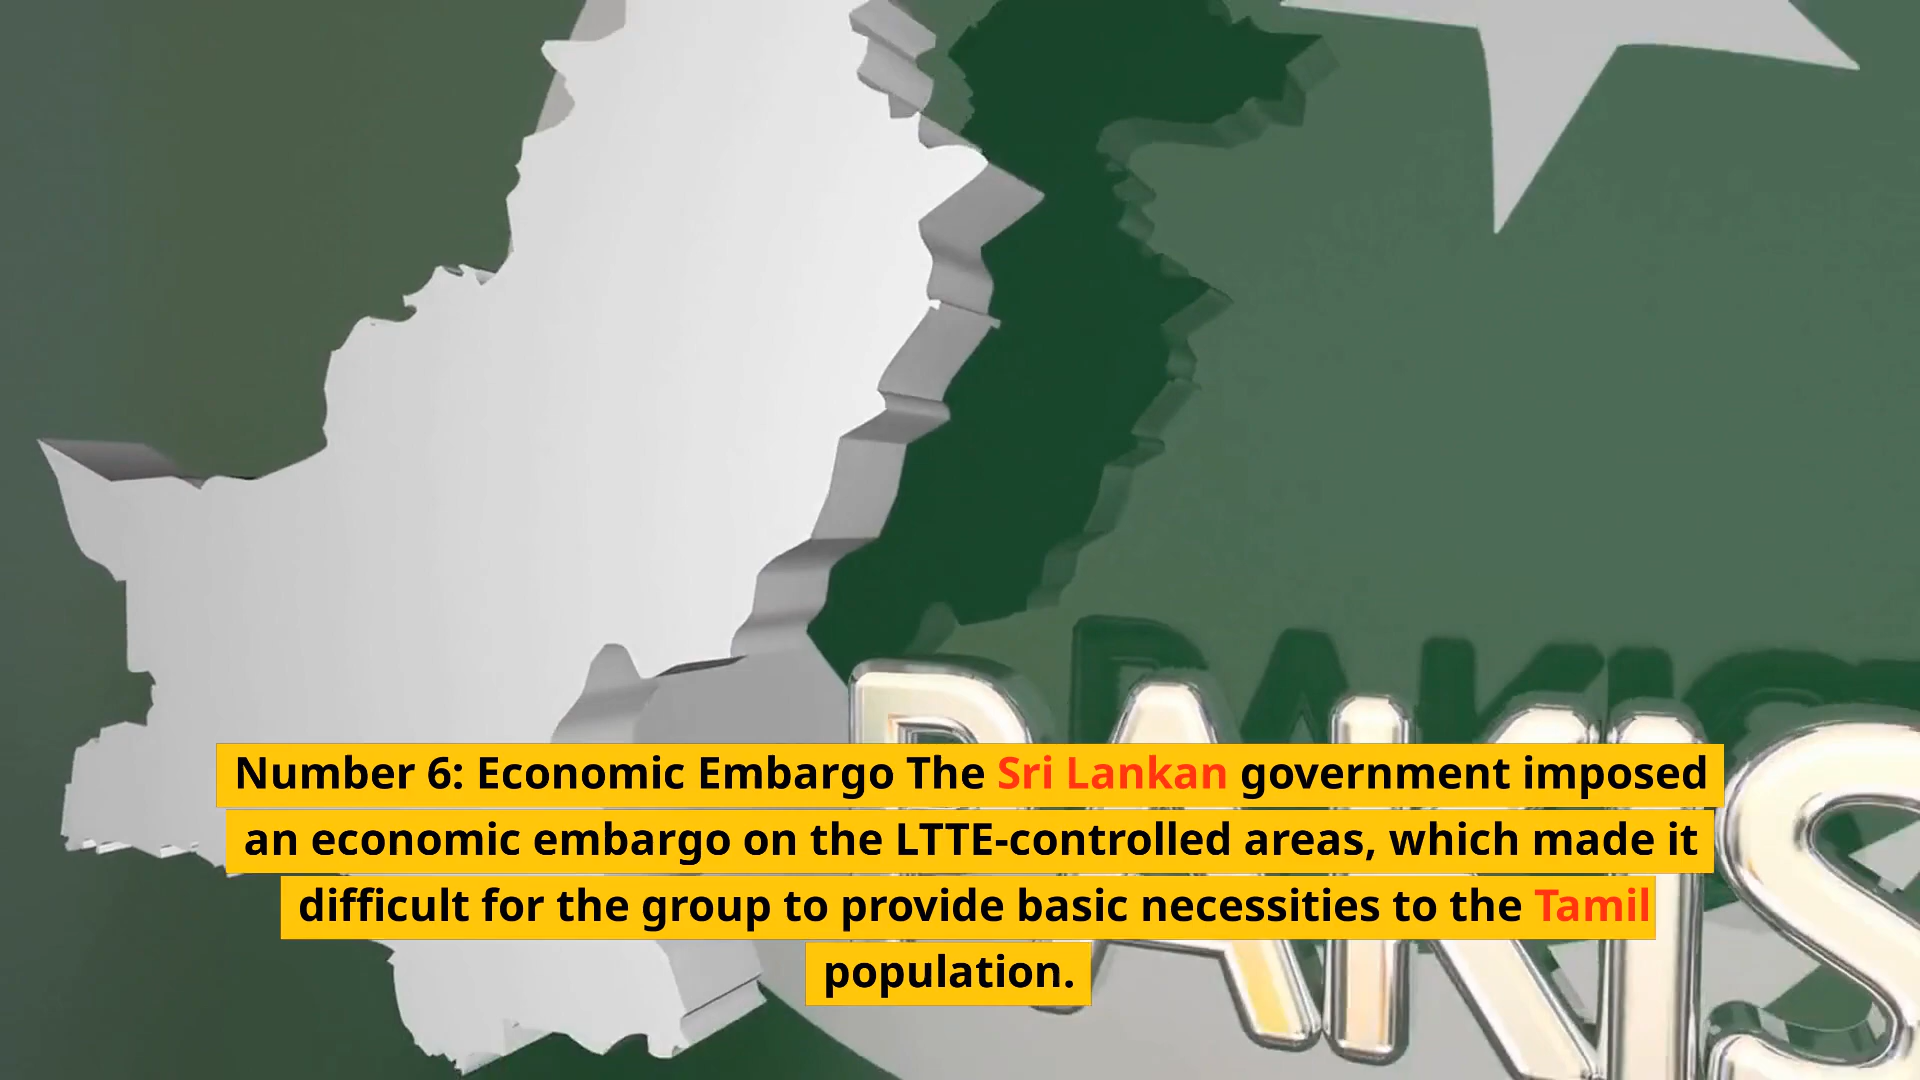 PAKIS
Number 6: Economic Embargo The Sri Lankan government imposed
an economic embargo on the LTTE-controlled areas, which made it
difficult for the group to provide basic necessities to the Tamil
population.